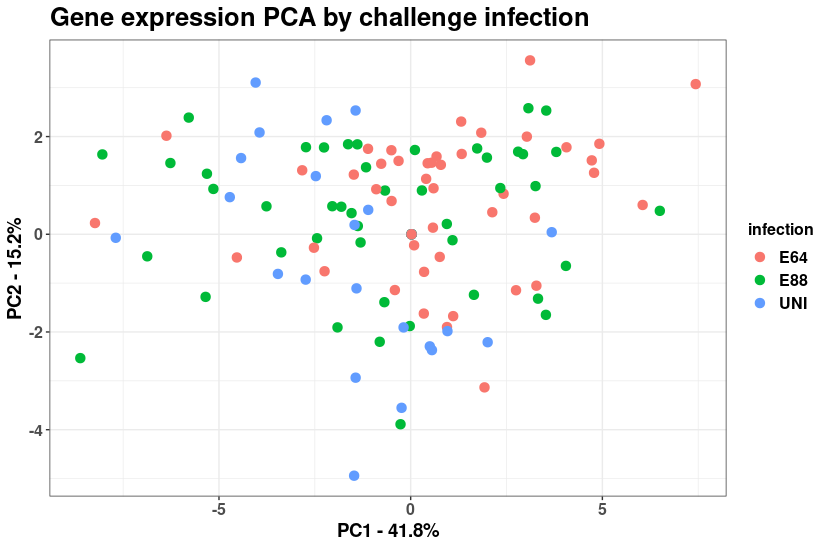 Gene expression PCA by challenge infection
2
0
-2
-4
PC2 - 15.2%
-5
0
5
PC1 - 41.8%
infection
E64
E88
UNI